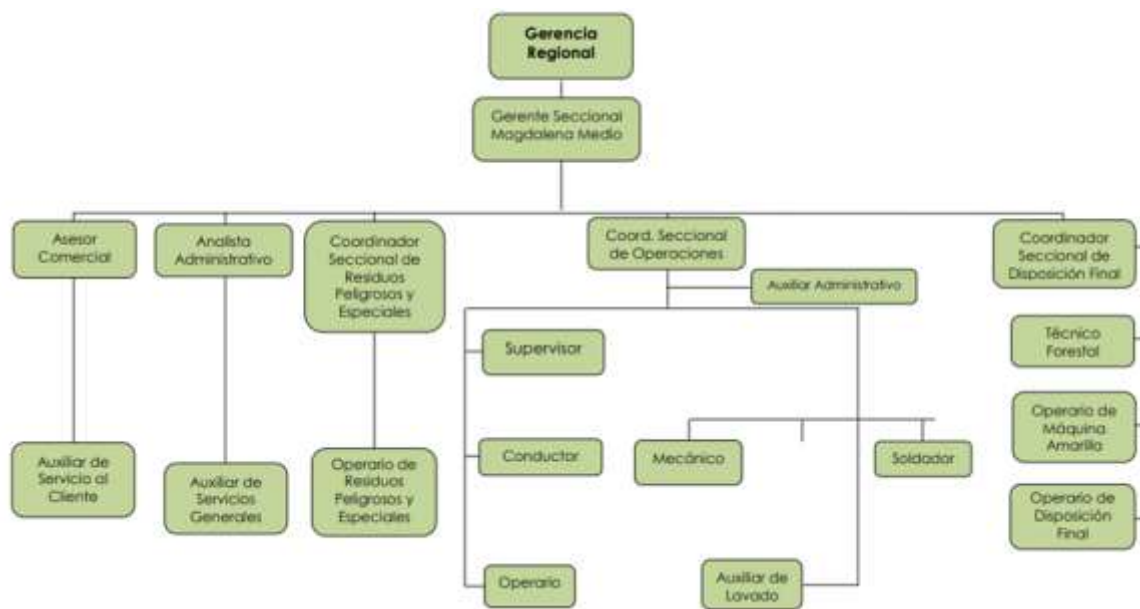 Gerencia
Regional
Gerente Seccional
Magdalena Medio
Asesor
Comercial
Analista
Administrativo
Coordinador
Seccional de
Residuos
Peligrosos y
Especiales
Coord. Seccional
de Operaciones
Coordinador
Seccional de
Disposición Final
Auxiliar Administrativo
Supervisor
Técnico
Forestal
Operario de
Máquina
Amarilla
Auxiliar de
Servicio al
Cliente
Auxiliar de
Servicios
Generales
Operario de
Residuos
Peligrosos y
Especiales
Conductor
Mecánico
Soldador
Operario de
Disposición
Final
Operario
Auxiliar de
Lavado